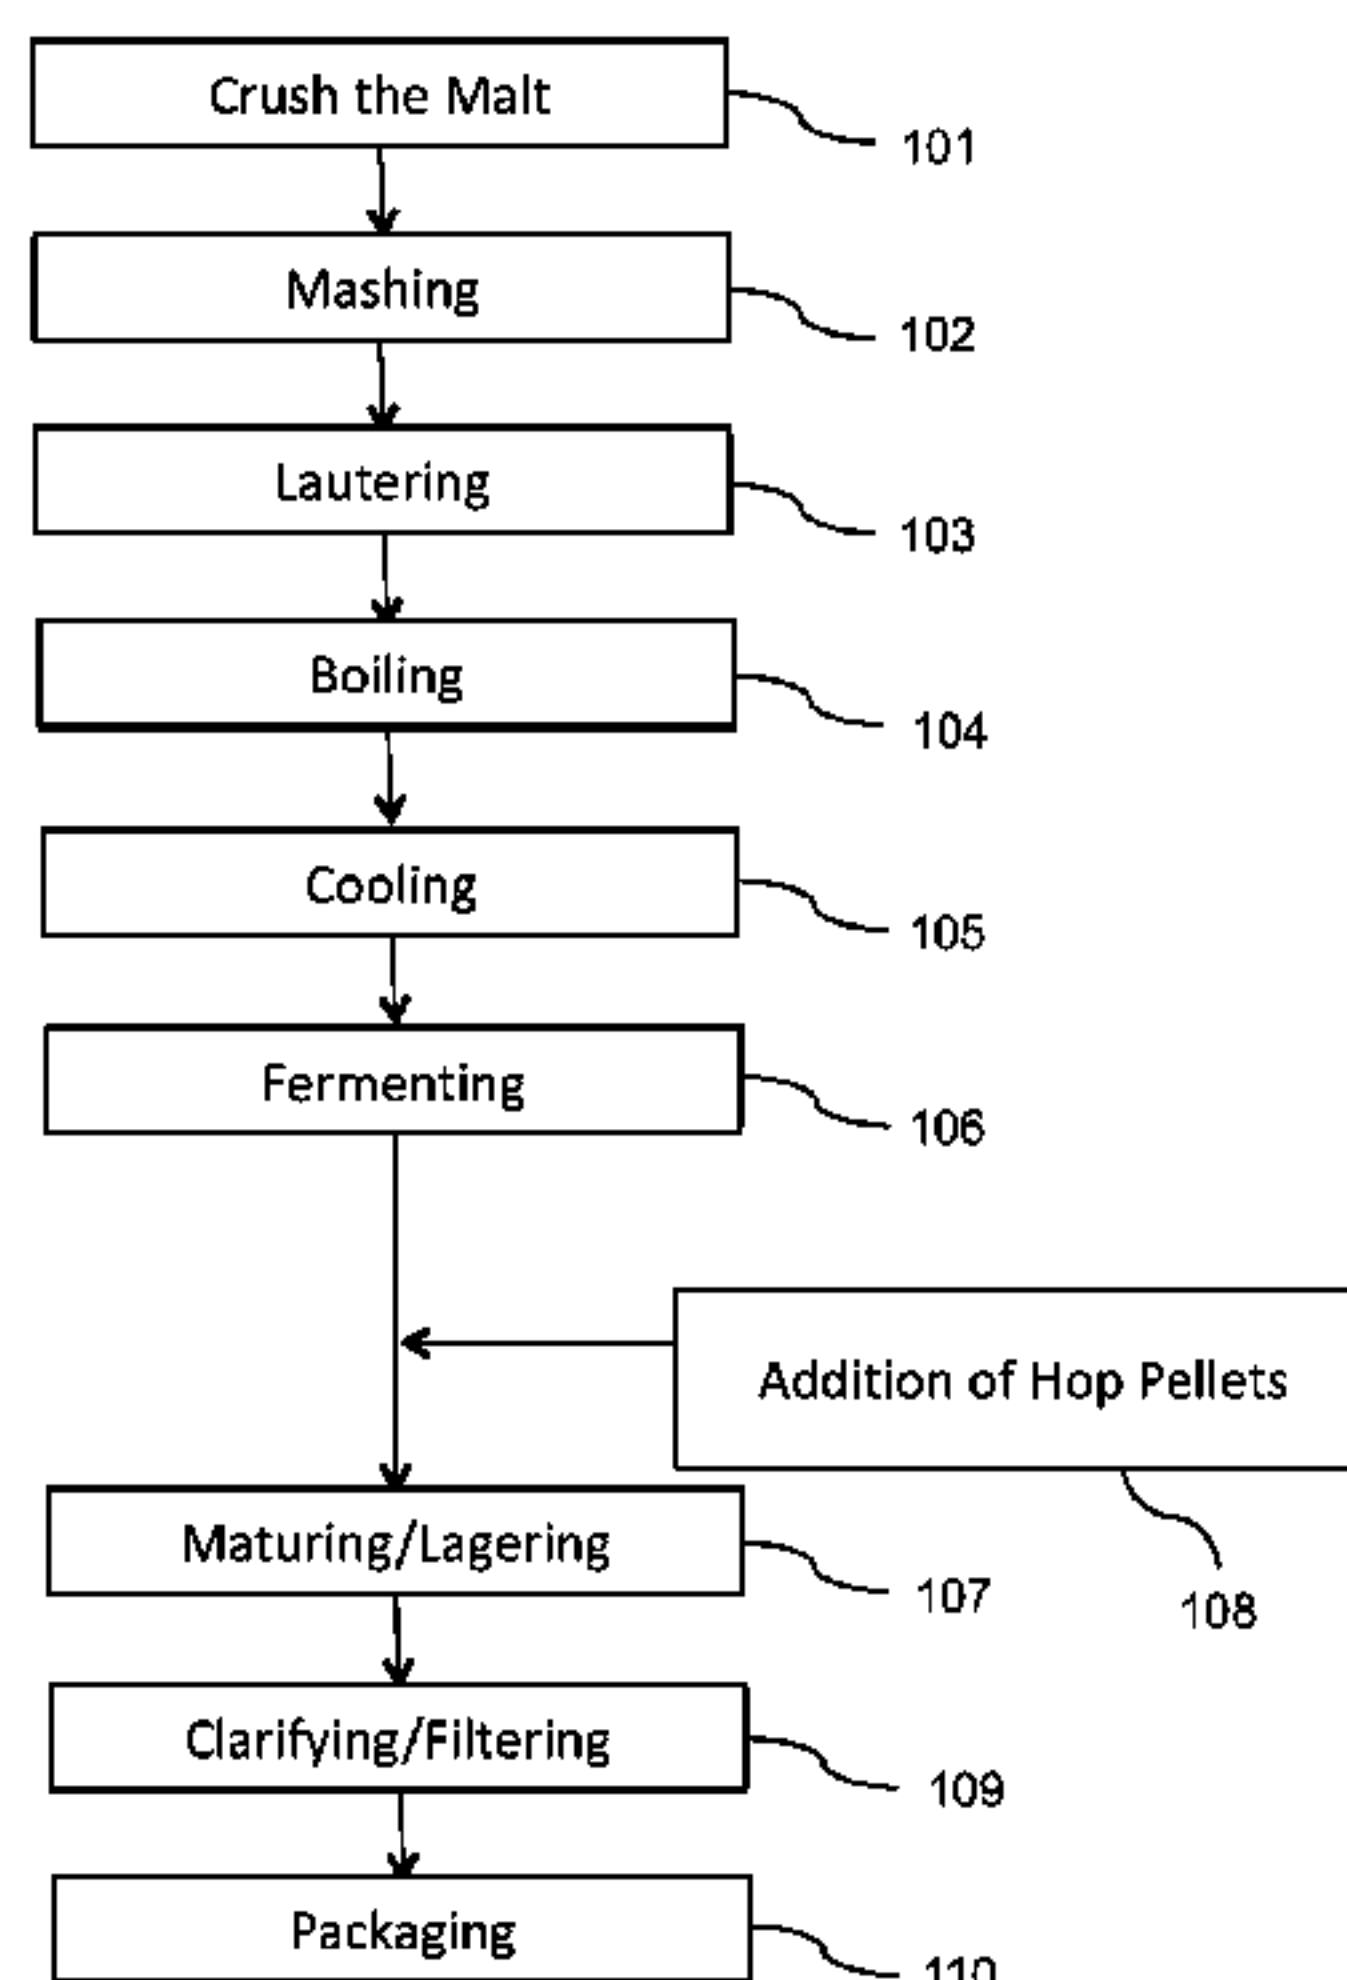 Crush the Malt
101
Mashing
102
Lautering
103
Boiling
104
Cooling
105
Fermenting
106
Addition of Hop Pellets
108
Maturing/Lagering
107
Clarifying/Filtering
109
Packaging
110